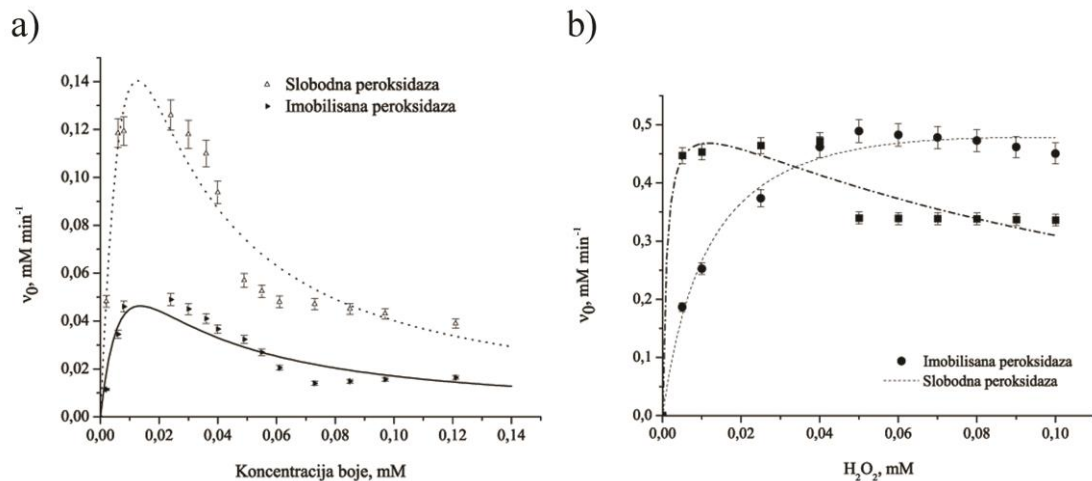 a)
ν₀, mM min⁻¹
0,14
0,12
0,10
0,08
0,06
0,04
0,02
0,00
0,00 0,02 0,04 0,06 0,08 0,10 0,12 0,14
Koncentracija boje, mM
Slobodna peroksidaza
Imobilisana peroksidaza
b)
ν₀, mM min⁻¹
0,5
0,4
0,3
0,2
0,1
0,0
0,00 0,02 0,04 0,06 0,08 0,10
H₂O₂, mM
Imobilisana peroksidaza
Slobodna peroksidaza